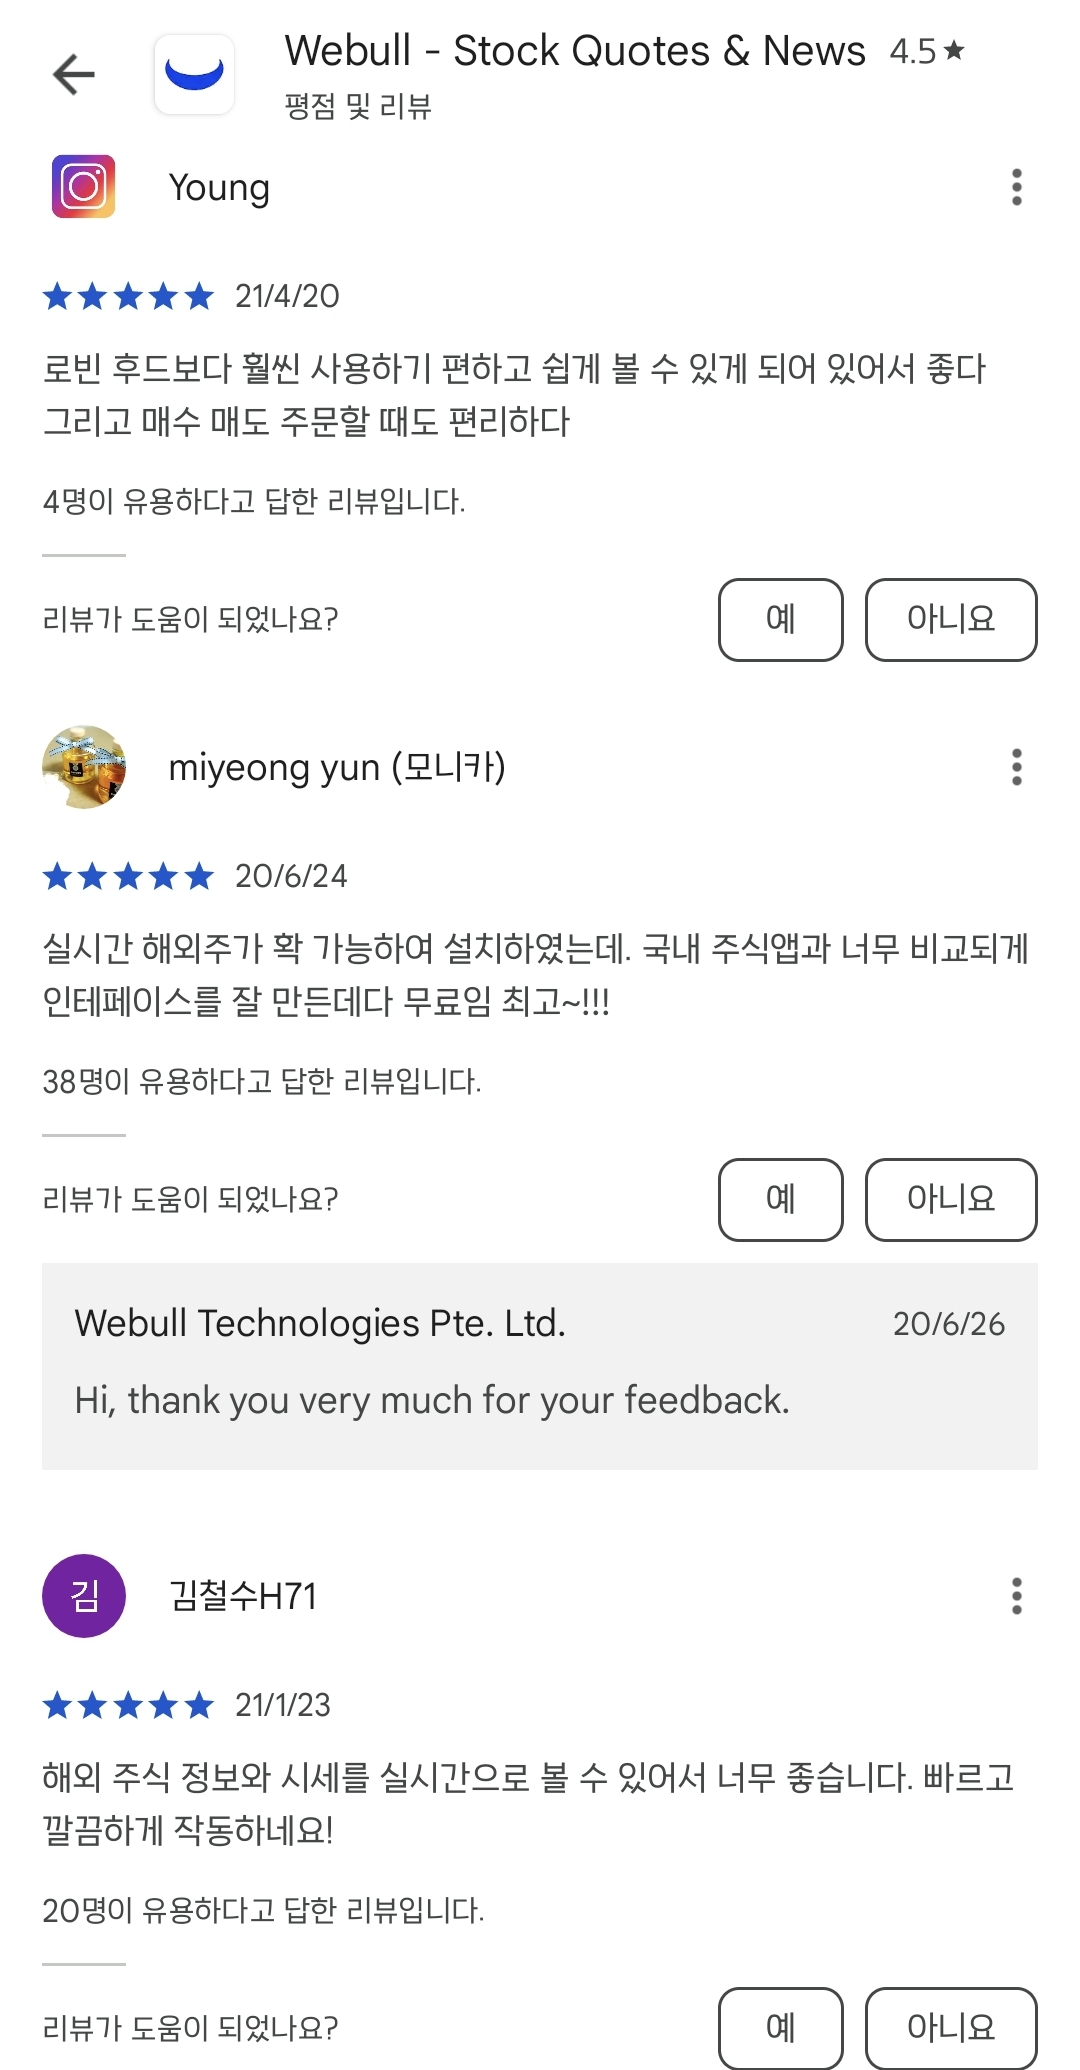 Webull - Stock Quotes & News 4.5★
평점 및 리뷰
Young
21/4/20
로빈 후드보다 훨씬 사용하기 편하고 쉽게 볼 수 있게 되어 있어서 좋다
그리고 매수 매도 주문할 때도 편리하다
4명이 유용하다고 답한 리뷰입니다.
리뷰가 도움이 되었나요? 예 아니요
miyeong yun (모니카)
20/6/24
실시간 해외주가 확 가능하여 설치하였는데. 국내 주식앱과 너무 비교되게
인테페이스를 잘 만든데다 무료임 최고~!!!
38명이 유용하다고 답한 리뷰입니다.
리뷰가 도움이 되었나요? 예 아니요
Webull Technologies Pte. Ltd. 20/6/26
Hi, thank you very much for your feedback.
김 김철수H71
21/1/23
해외 주식 정보와 시세를 실시간으로 볼 수 있어서 너무 좋습니다. 빠르고
깔끔하게 작동하네요!
20명이 유용하다고 답한 리뷰입니다.
리뷰가 도움이 되었나요? 예 아니요